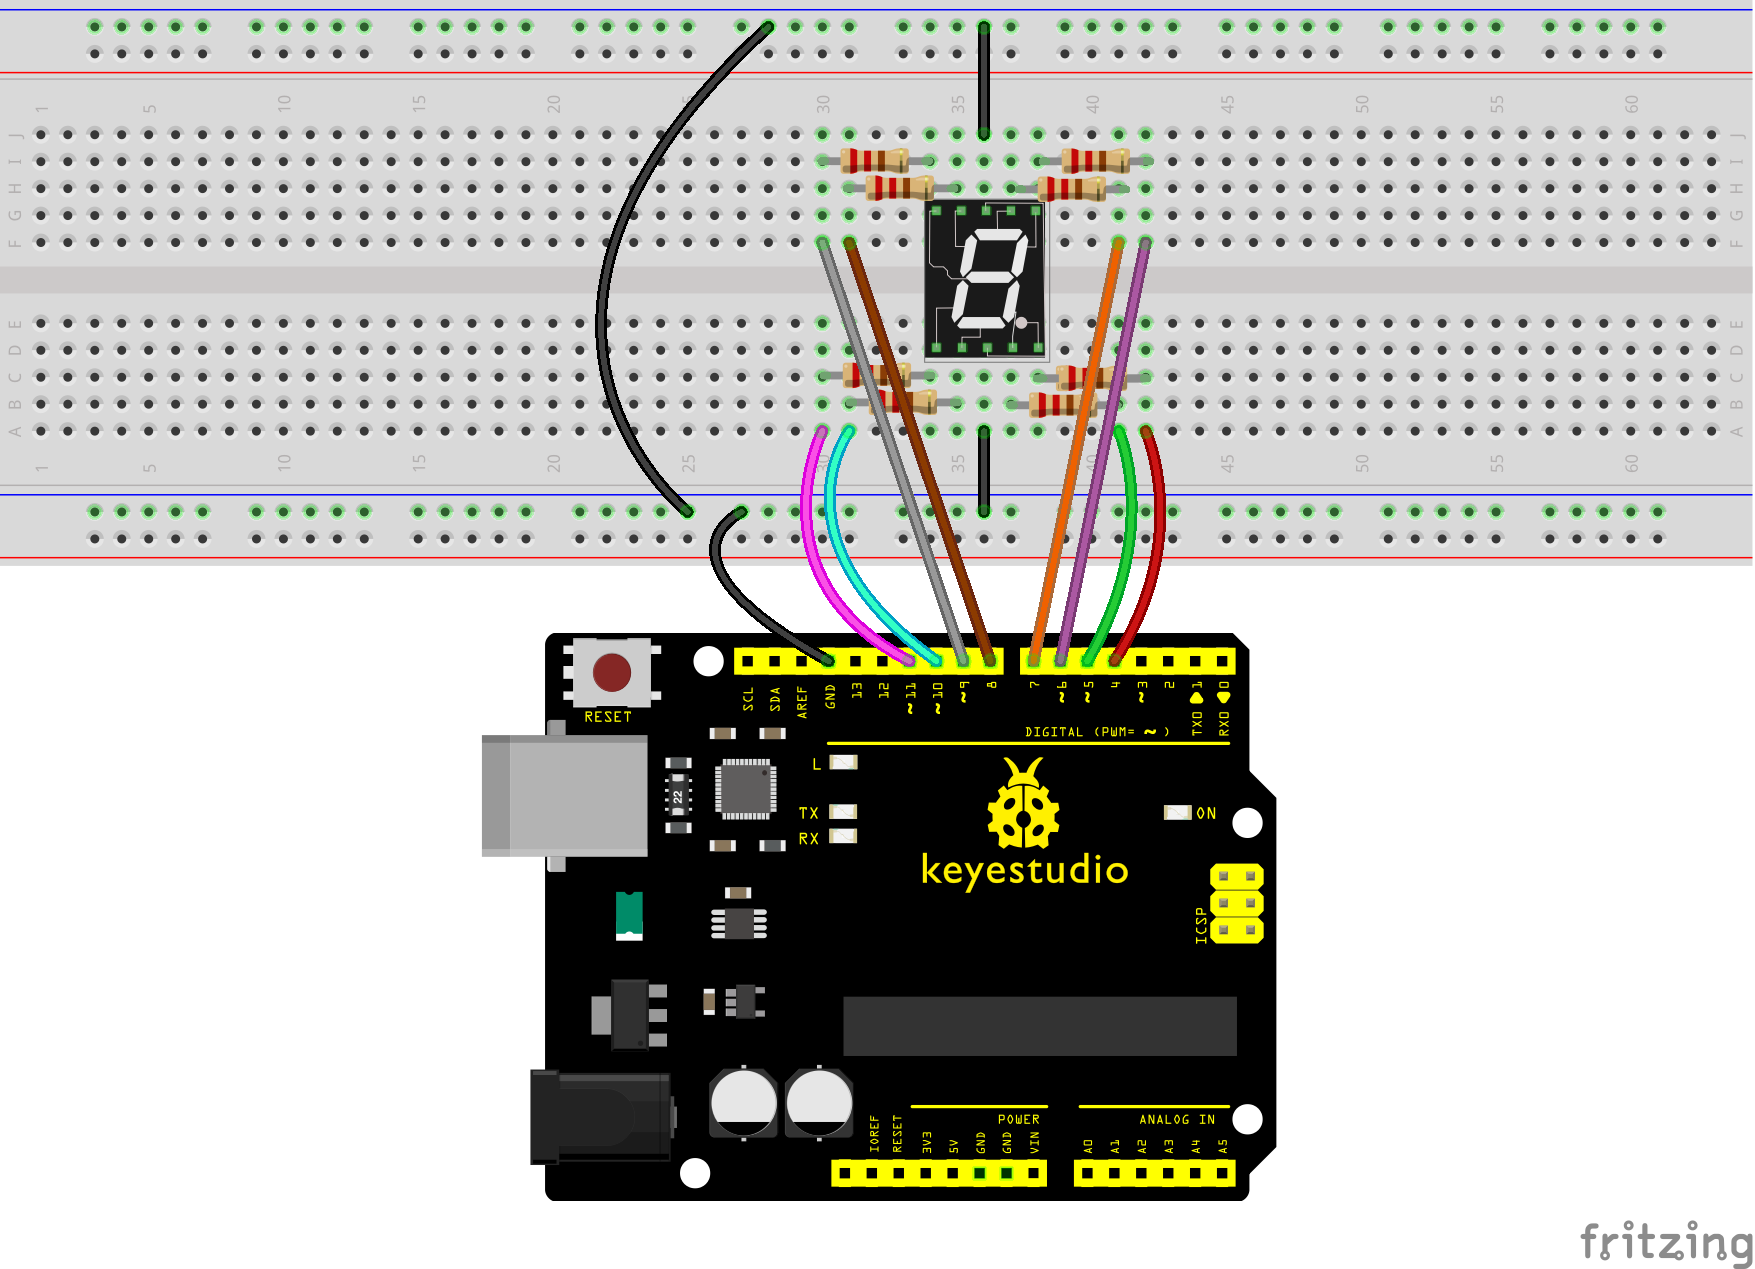 1 5 10 15 20 25 30 35 40 45 50 55 60
J J
I I
H H
G G
F F
E E
D D
C C
B B
A A
1 5 10 15 20 25 30 35 40 45 50 55 60
RESET
SCL SDA AREF GND 13 12 ~11 ~10 ~9 8 7 ~6 ~5 4 ~3 2 TX0 1 RX0 0
DIGITAL (PWM= ~ )
L
22
TX
RX
ON
keyestudio
ICSP
POWER
ANALOG IN
IOREF RESET 3V3 5V GND GND VIN A0 A1 A2 A3 A4 A5
fritzing